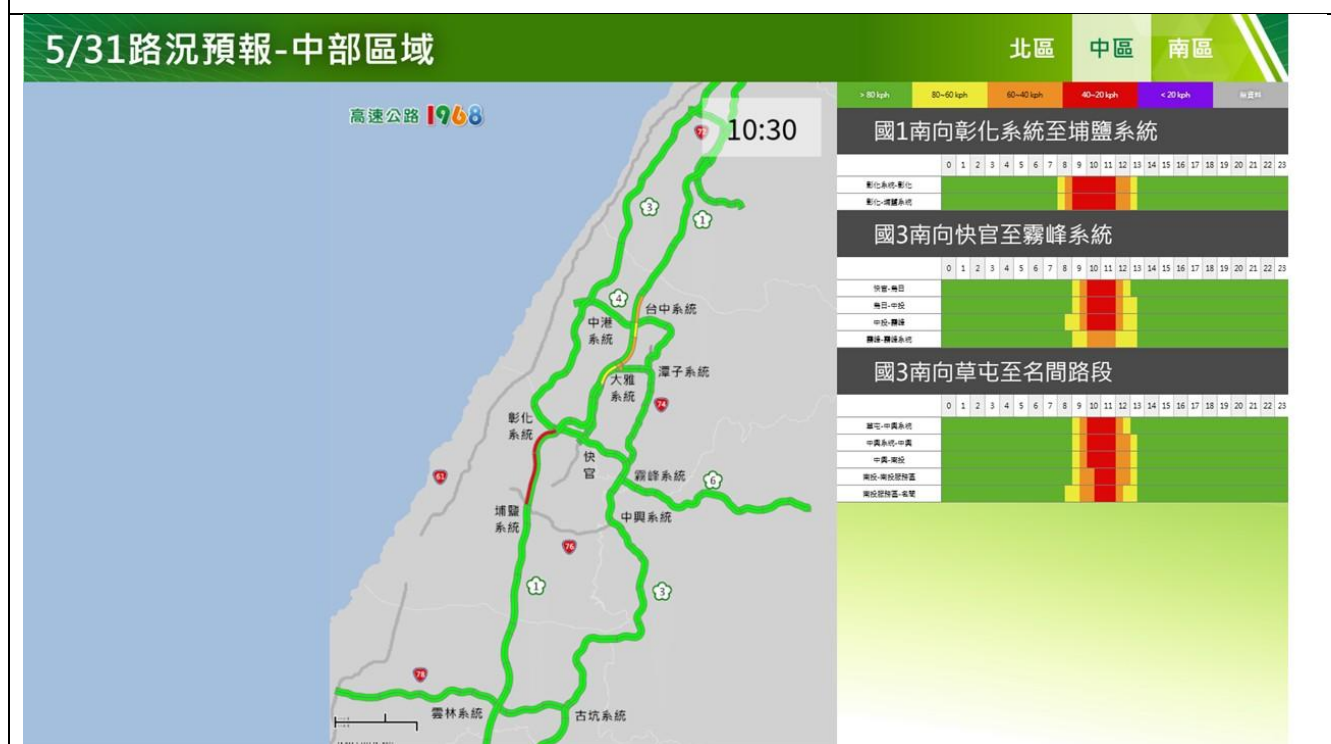 5/31路況預報-中部區域
北區 中區 南區
高速公路1968
10:30
> 80 kph 80~60 kph 60~40 kph 40~20 kph < 20 kph 無資料
國1南向彰化系統至埔鹽系統
0 1 2 3 4 5 6 7 8 9 10 11 12 13 14 15 16 17 18 19 20 21 22 23
彰化系統-彰化
彰化-埔鹽系統
國3南向快官至霧峰系統
0 1 2 3 4 5 6 7 8 9 10 11 12 13 14 15 16 17 18 19 20 21 22 23
快官-烏日
烏日-中投
中投-霧峰
霧峰-霧峰系統
國3南向草屯至名間路段
0 1 2 3 4 5 6 7 8 9 10 11 12 13 14 15 16 17 18 19 20 21 22 23
草屯-中興系統
中興系統-中興
中興-南投
南投-南投服務區
南投服務區-名間
72
3
1
4
台中系統
中港
系統
大雅
系統
潭子系統
74
彰化
系統
快
官
61
霧峰系統
6
埔鹽
系統
中興系統
76
1
3
78
雲林系統
古坑系統